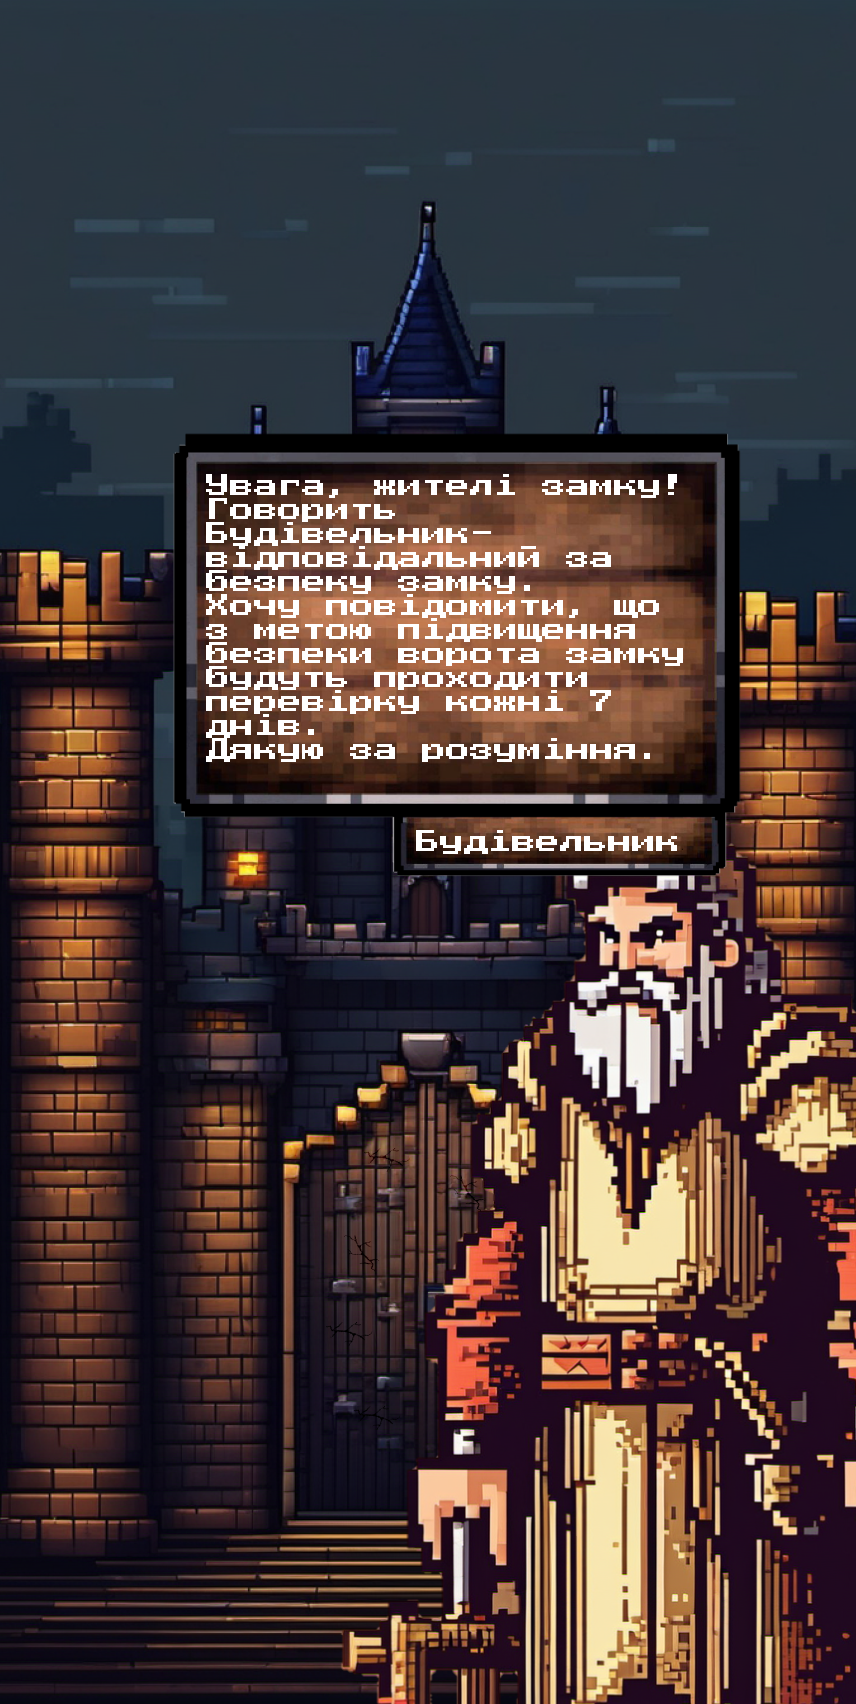 Увага, жителі замку!
Говорить
Будівельник-
відповідальний за
безпеку замку.
Хочу повідомити, що
з метою підвищення
безпеки ворота замку
будуть проходити
перевірку кожні 7
днів.
Дякую за розуміння.
Будівельник